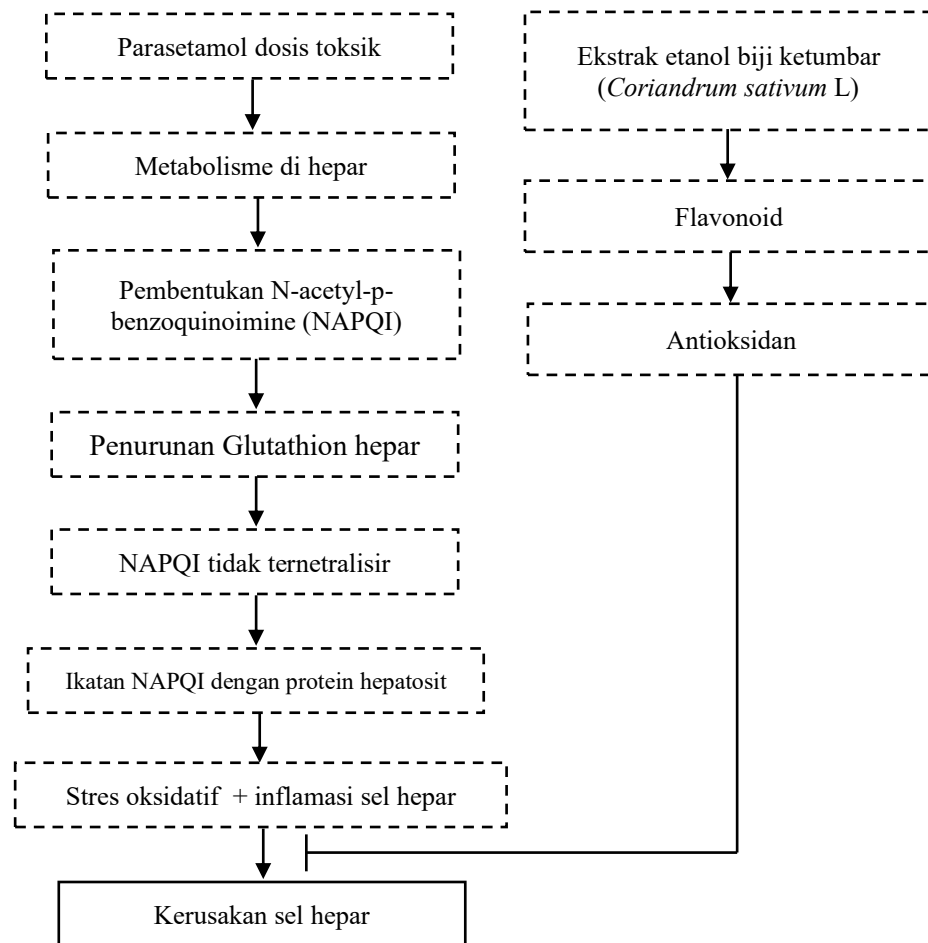 Parasetamol dosis toksik
Metabolisme di hepar
Pembentukan N-acetyl-p-
benzoquinoimine (NAPQI)
Penurunan Glutathion hepar
NAPQI tidak ternetralisir
Ikatan NAPQI dengan protein hepatosit
Stres oksidatif + inflamasi sel hepar
Kerusakan sel hepar
Ekstrak etanol biji ketumbar
(Coriandrum sativum L)
Flavonoid
Antioksidan